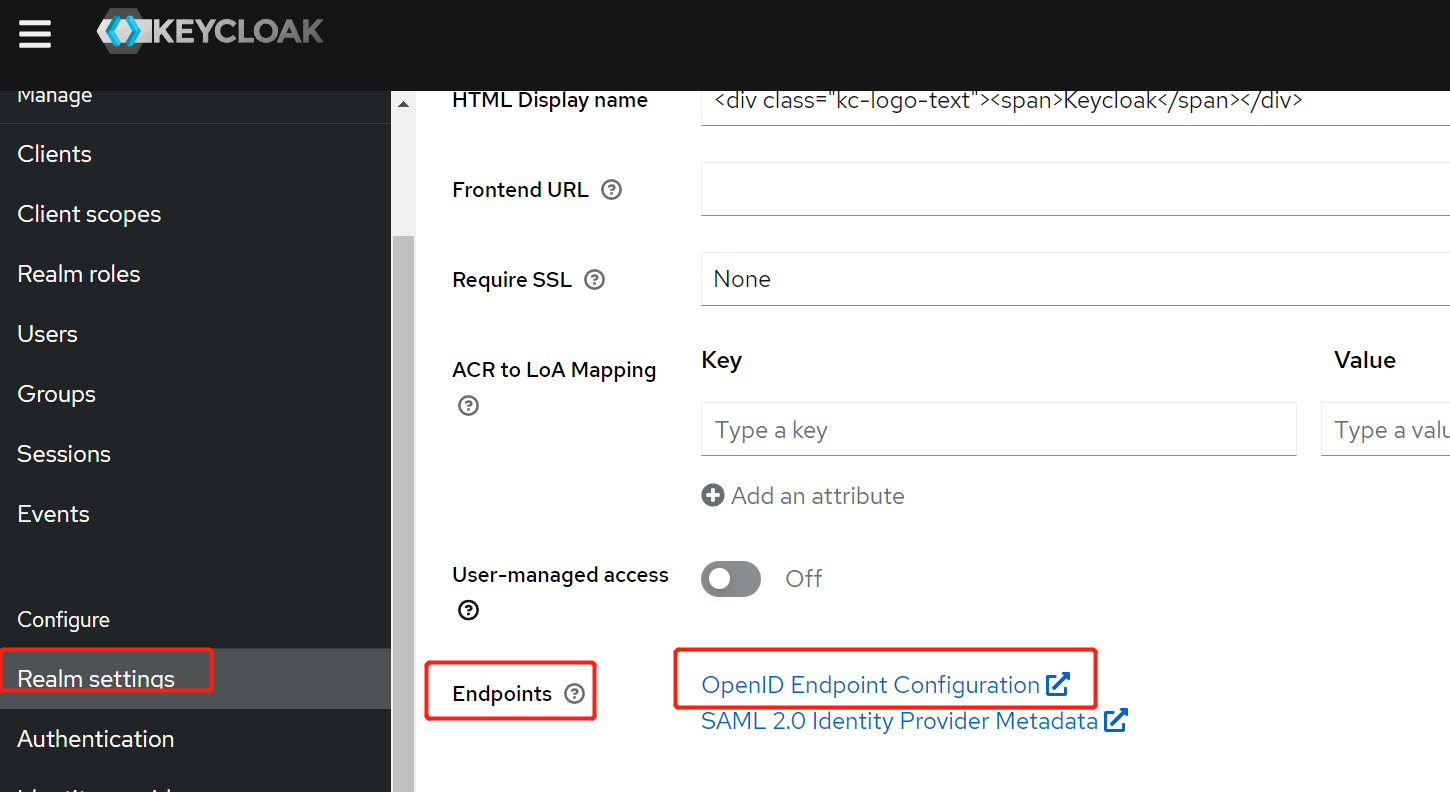 KEYCLOAK
Manage
Clients
Client scopes
Realm roles
Users
Groups
Sessions
Events
Configure
Realm settings
Authentication
HTML Display name
<div class="kc-logo-text"><span>Keycloak</span></div>
Frontend URL
Require SSL
None
ACR to LoA Mapping
Key
Value
Type a key
Type a valu
Add an attribute
User-managed access
Off
Endpoints
OpenID Endpoint Configuration
SAML 2.0 Identity Provider Metadata